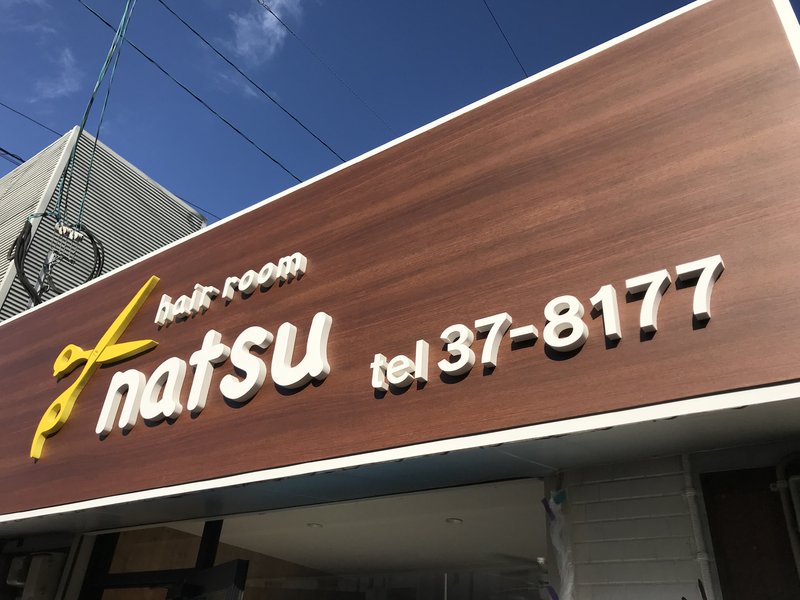 hair room
natsu
tel 37-8177